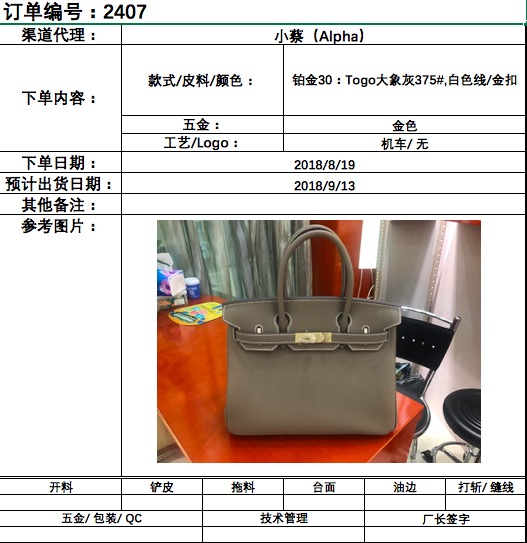 订单编号：2407
渠道代理： 小蔡（Alpha）
下单内容： 款式/皮料/颜色： 铂金30：Togo大象灰375#,白色线/金扣
五金： 金色
工艺/Logo： 机车/ 无
下单日期： 2018/8/19
预计出货日期： 2018/9/13
其他备注：
参考图片：
开料 铲皮 拖料 台面 油边 打斩/ 缝线
五金/ 包装/ QC 技术管理 厂长签字